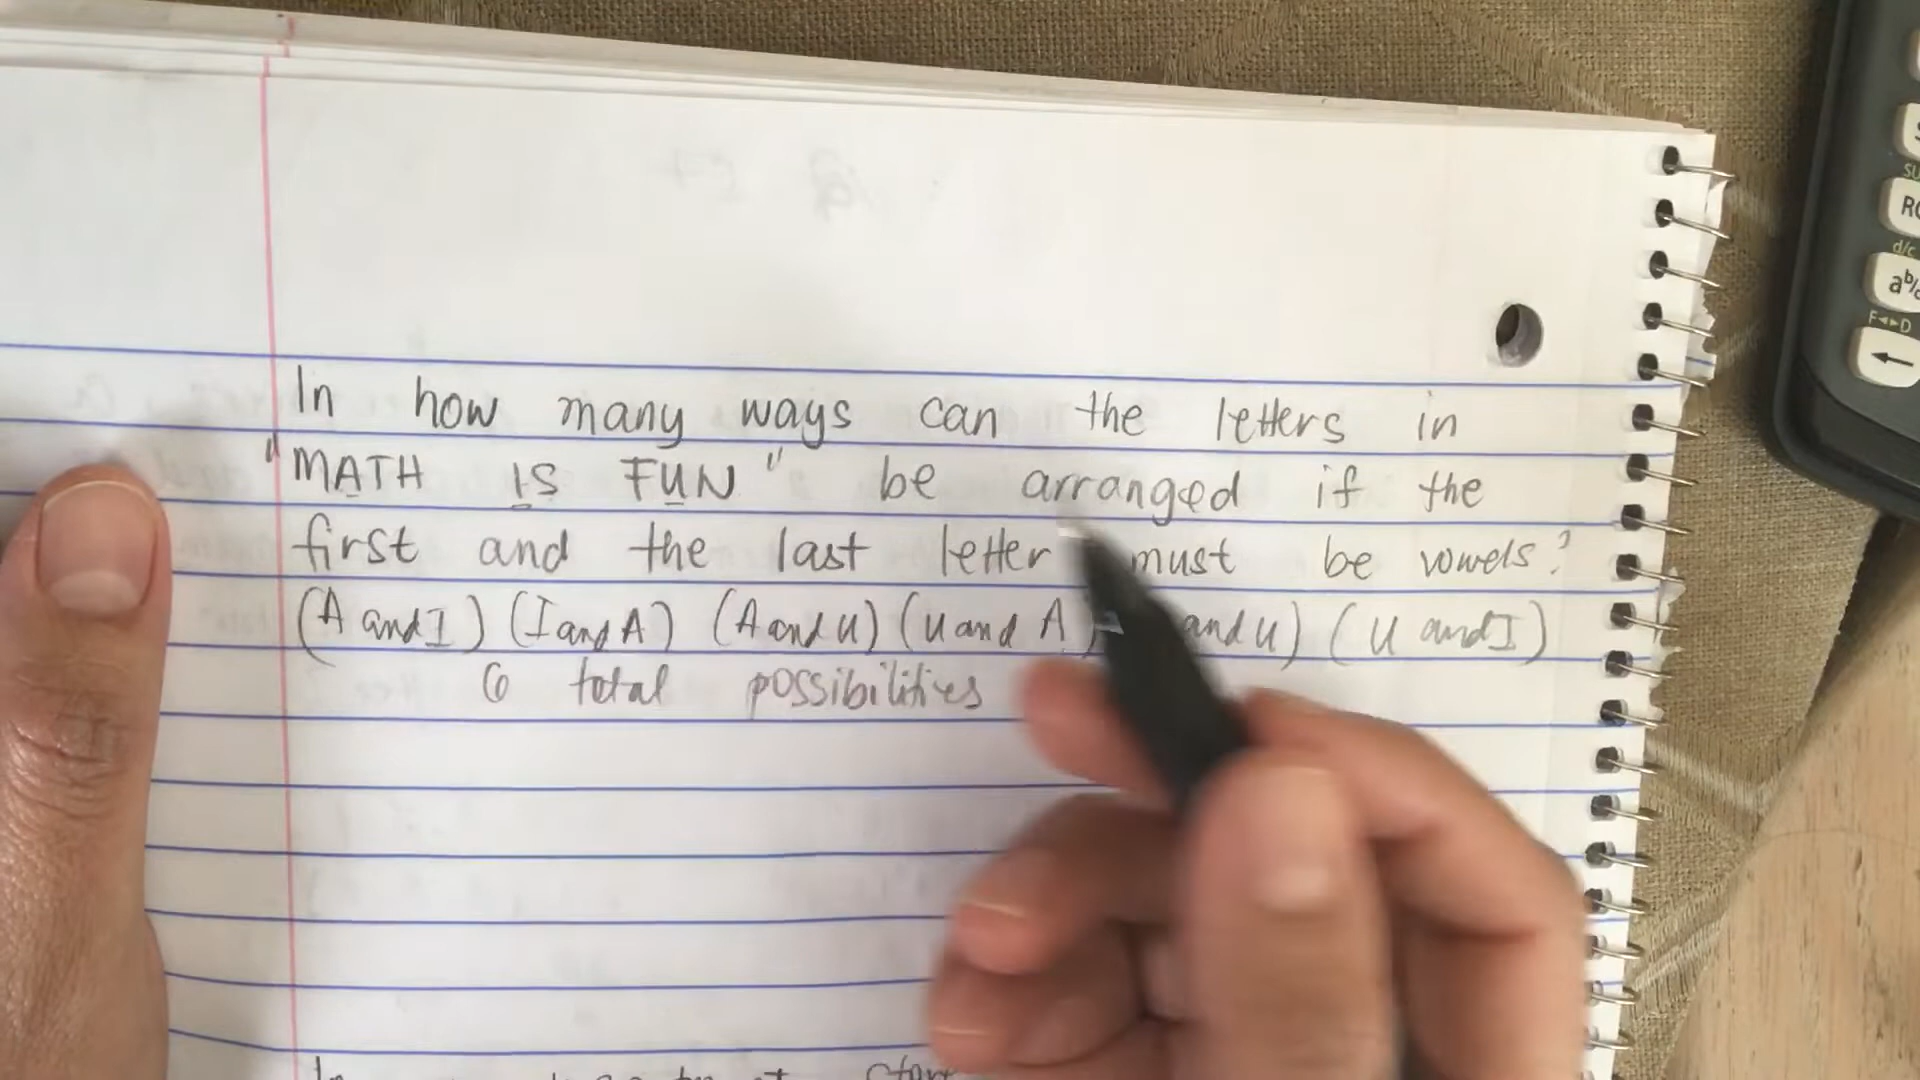 In how many ways can the letters in
"MATH IS FUN" be arranged if the
first and the last letter must be vowels?
(A and I) (I and A) (A and U) (U and A) and U) (U and I)
6 total possibilities